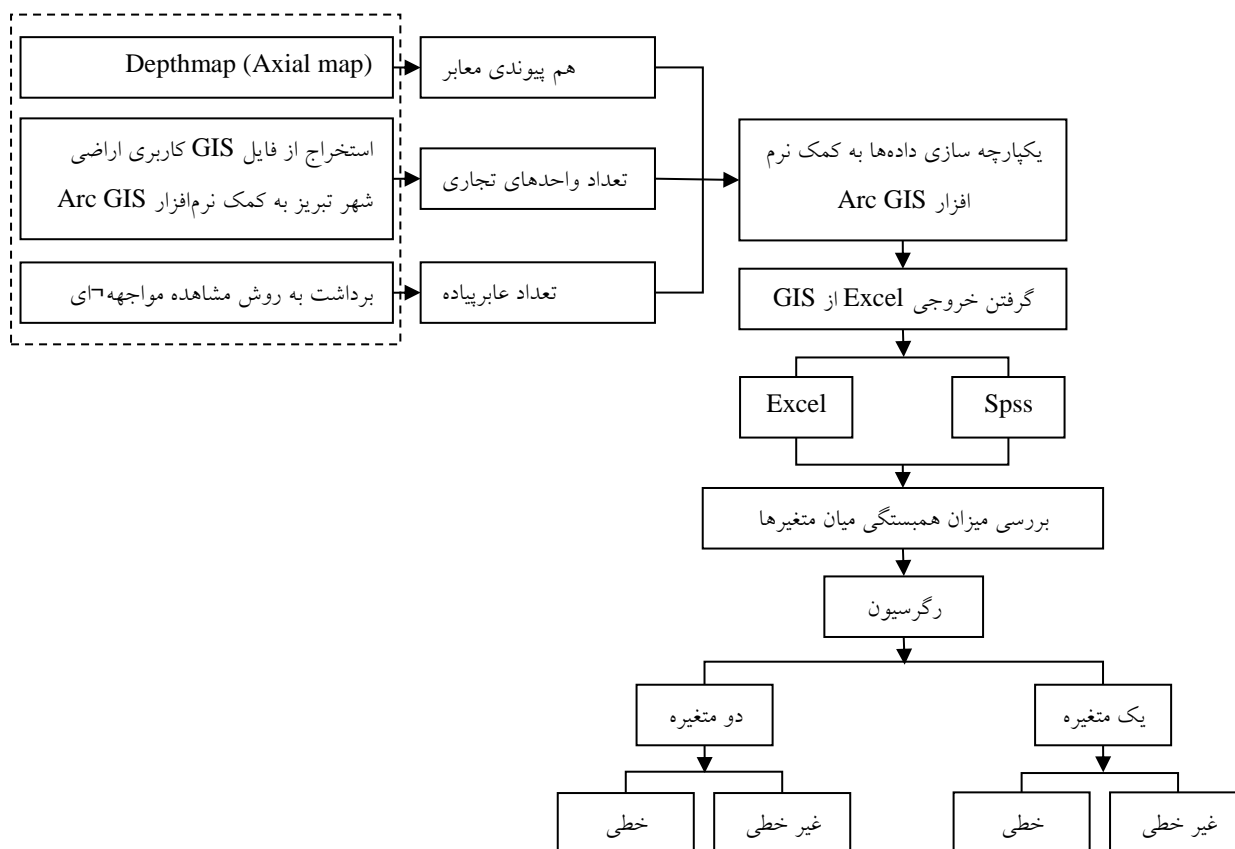 Depthmap (Axial map)
هم پیوندی معابر
استخراج از فایل GIS کاربری اراضی
شهر تبریز به کمک نرم‌افزار Arc GIS
تعداد واحدهای تجاری
برداشت به روش مشاهده مواجهه¬ای
تعداد عابرپیاده
یکپارچه سازی داده‌ها به کمک نرم
افزار Arc GIS
گرفتن خروجی Excel از GIS
Excel
Spss
بررسی میزان همبستگی میان متغیرها
رگرسیون
دو متغیره
یک متغیره
خطی
غیر خطی
خطی
غیر خطی